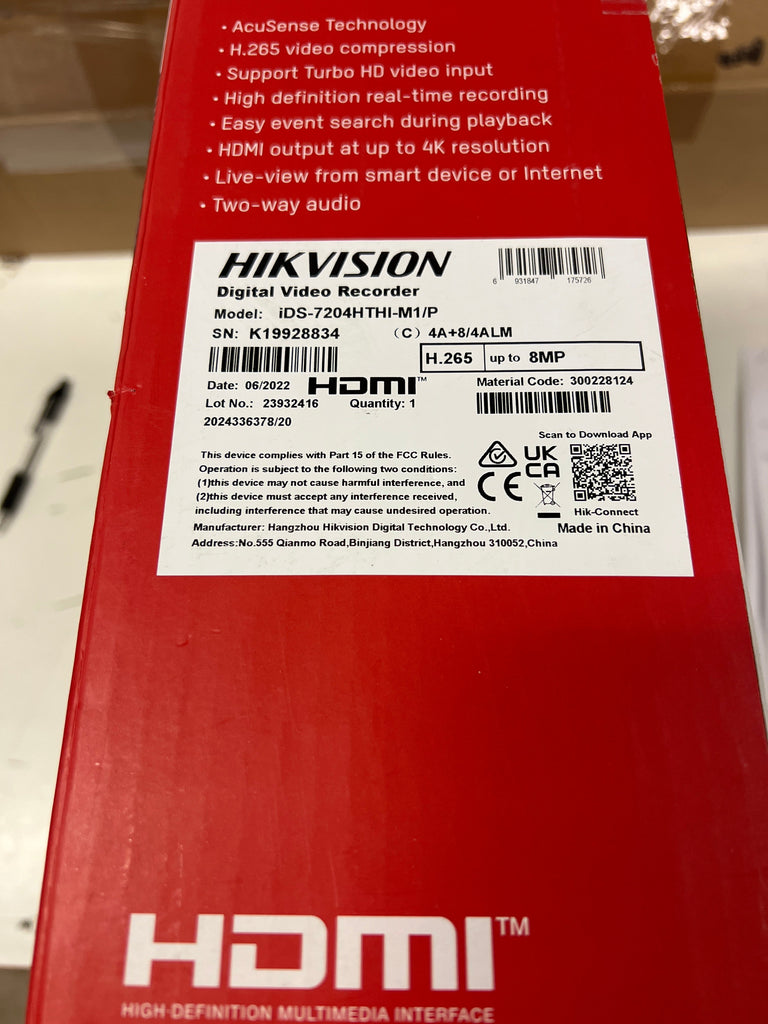 • AcuSense Technology
• H.265 video compression
• Support Turbo HD video input
• High definition real-time recording
• Easy event search during playback
• HDMI output at up to 4K resolution
• Live-view from smart device or Internet
• Two-way audio
HIKVISION
6 931847 175726
Digital Video Recorder
Model: iDS-7204HTHI-M1/P
SN: K19928834 (C) 4A+8/4ALM
H.265 up to 8MP
Date: 06/2022 HDMI™ Material Code: 300228124
Lot No.: 23932416 Quantity: 1
2024336378/20
Scan to Download App
This device complies with Part 15 of the FCC Rules.
Operation is subject to the following two conditions:
(1)this device may not cause harmful interference, and
(2)this device must accept any interference received,
including interference that may cause undesired operation.
UK
CA
CE
Hik-Connect
Manufacturer: Hangzhou Hikvision Digital Technology Co.,Ltd. Made in China
Address:No.555 Qianmo Road,Binjiang District,Hangzhou 310052,China
HDMI™
HIGH-DEFINITION MULTIMEDIA INTERFACE